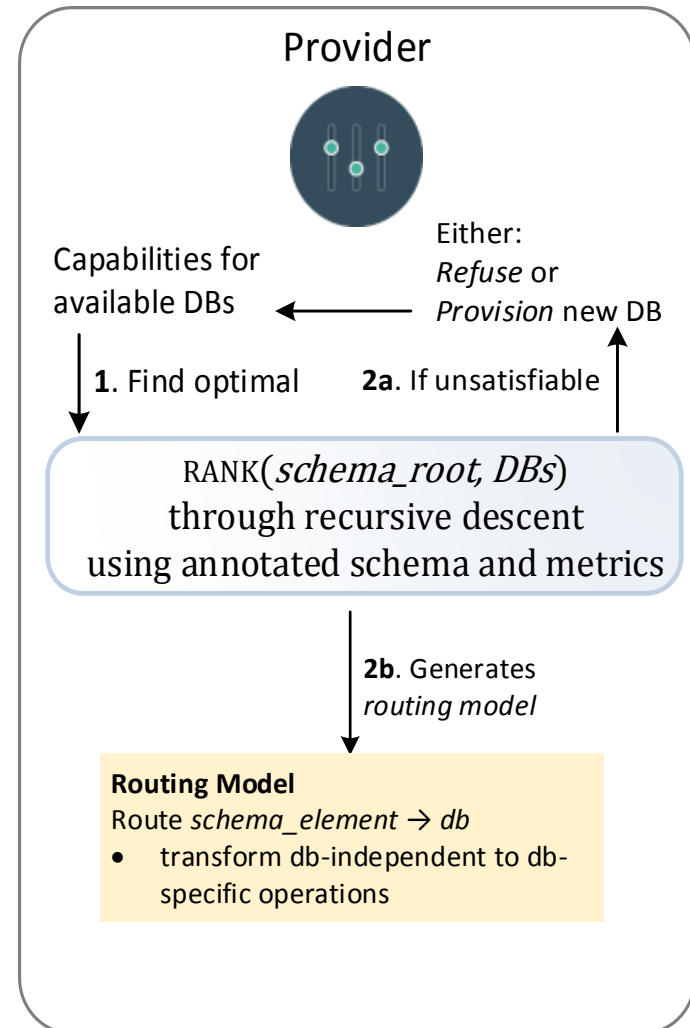 Provider
Capabilities for
available DBs
Either:
Refuse or
Provision new DB
1. Find optimal
2a. If unsatisfiable
RANK(schema_root, DBs)
through recursive descent
using annotated schema and metrics
2b. Generates
routing model
Routing Model
Route schema_element → db
• transform db-independent to db-
specific operations